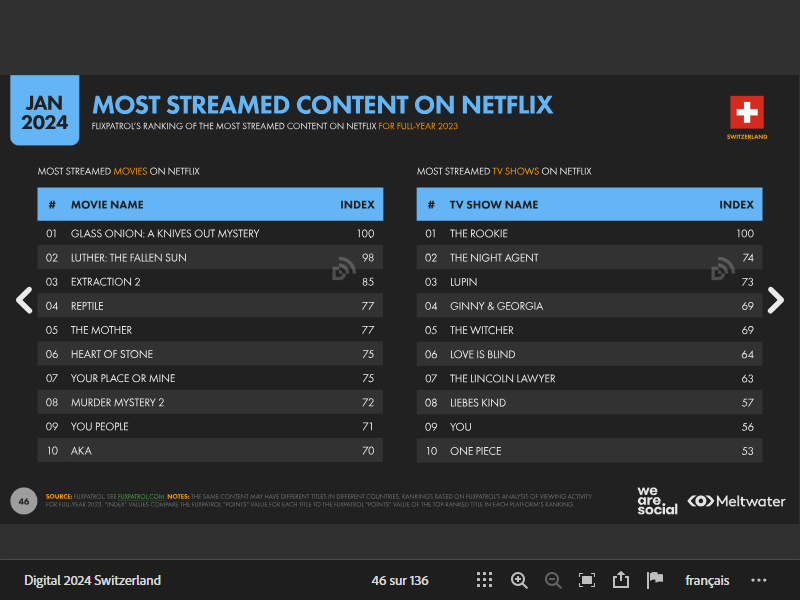 JAN
2024
MOST STREAMED CONTENT ON NETFLIX
FLIXPATROL'S RANKING OF THE MOST STREAMED CONTENT ON NETFLIX FOR FULL-YEAR 2023
SWITZERLAND
MOST STREAMED MOVIES ON NETFLIX
# MOVIE NAME INDEX
01 GLASS ONION: A KNIVES OUT MYSTERY 100
02 LUTHER: THE FALLEN SUN 98
03 EXTRACTION 2 85
04 REPTILE 77
05 THE MOTHER 77
06 HEART OF STONE 75
07 YOUR PLACE OR MINE 75
08 MURDER MYSTERY 2 72
09 YOU PEOPLE 71
10 AKA 70
MOST STREAMED TV SHOWS ON NETFLIX
# TV SHOW NAME INDEX
01 THE ROOKIE 100
02 THE NIGHT AGENT 74
03 LUPIN 73
04 GINNY & GEORGIA 69
05 THE WITCHER 69
06 LOVE IS BLIND 64
07 THE LINCOLN LAWYER 63
08 LIEBES KIND 57
09 YOU 56
10 ONE PIECE 53
46
SOURCE: FLIXPATROL. SEE FLIXPATROL.COM. NOTES: THE SAME CONTENT MAY HAVE DIFFERENT TITLES IN DIFFERENT COUNTRIES. RANKINGS BASED ON FLIXPATROL'S ANALYSIS OF VIEWING ACTIVITY
FOR FULL-YEAR 2023. "INDEX" VALUES COMPARE THE FLIXPATROL "POINTS" VALUE FOR EACH TITLE TO THE FLIXPATROL "POINTS" VALUE OF THE TOP-RANKED TITLE IN EACH PLATFORM'S RANKING.
we
are
social
Meltwater
Digital 2024 Switzerland
46 sur 136
français